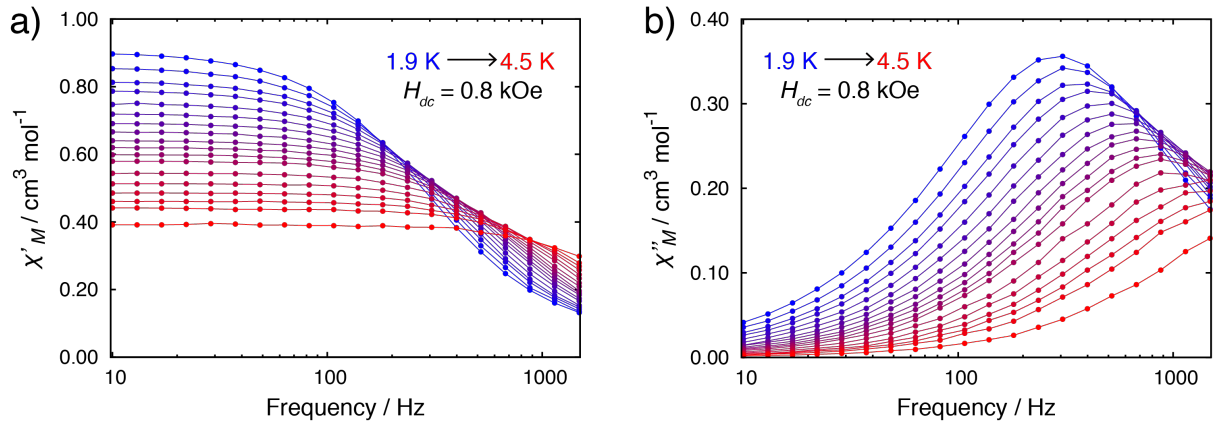 a)
1.00
0.80
0.60
0.40
0.20
0.00
χ'M / cm³ mol⁻¹
1.9 K ⟶ 4.5 K
Hdc = 0.8 kOe
10 100 1000
Frequency / Hz
b)
0.40
0.30
0.20
0.10
0.00
χ''M / cm³ mol⁻¹
1.9 K ⟶ 4.5 K
Hdc = 0.8 kOe
10 100 1000
Frequency / Hz